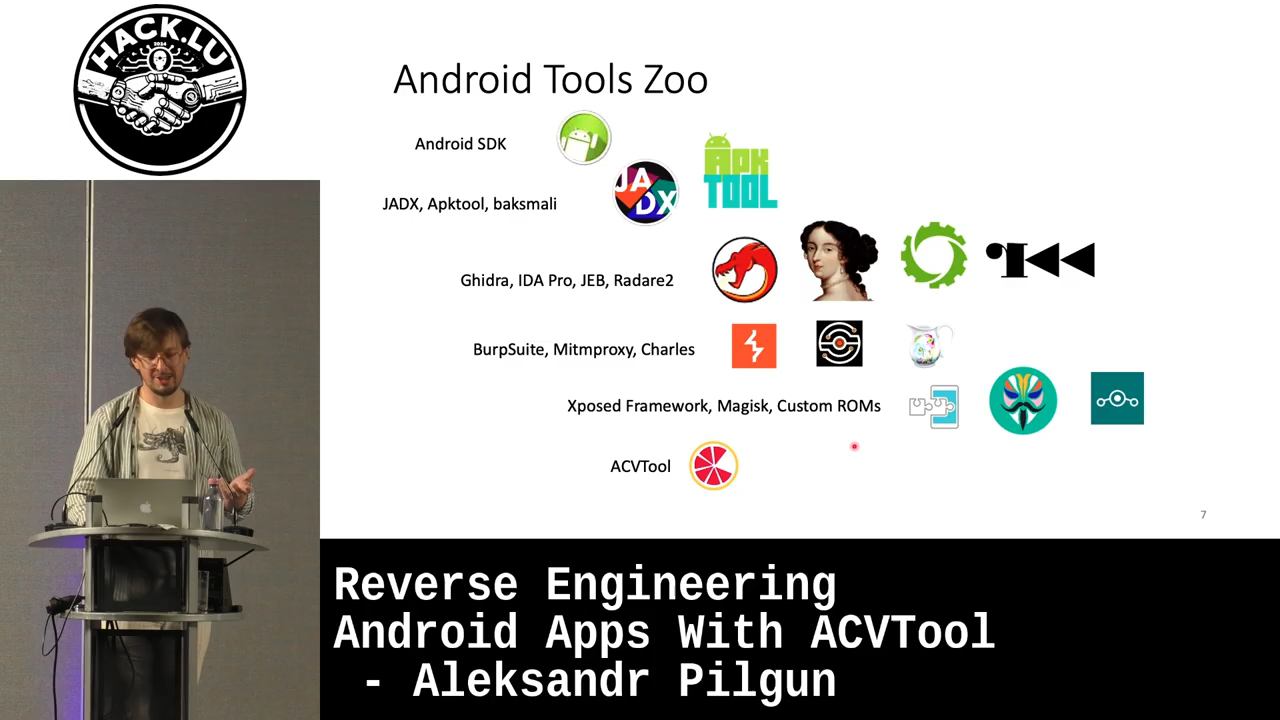 HACK.LU
2024
Android Tools Zoo
Android SDK
APK
TOOL
JADX, Apktool, baksmali
JA
DX
Ghidra, IDA Pro, JEB, Radare2
BurpSuite, Mitmproxy, Charles
Xposed Framework, Magisk, Custom ROMs
ACVTool
7
Reverse Engineering
Android Apps With ACVTool
- Aleksandr Pilgun